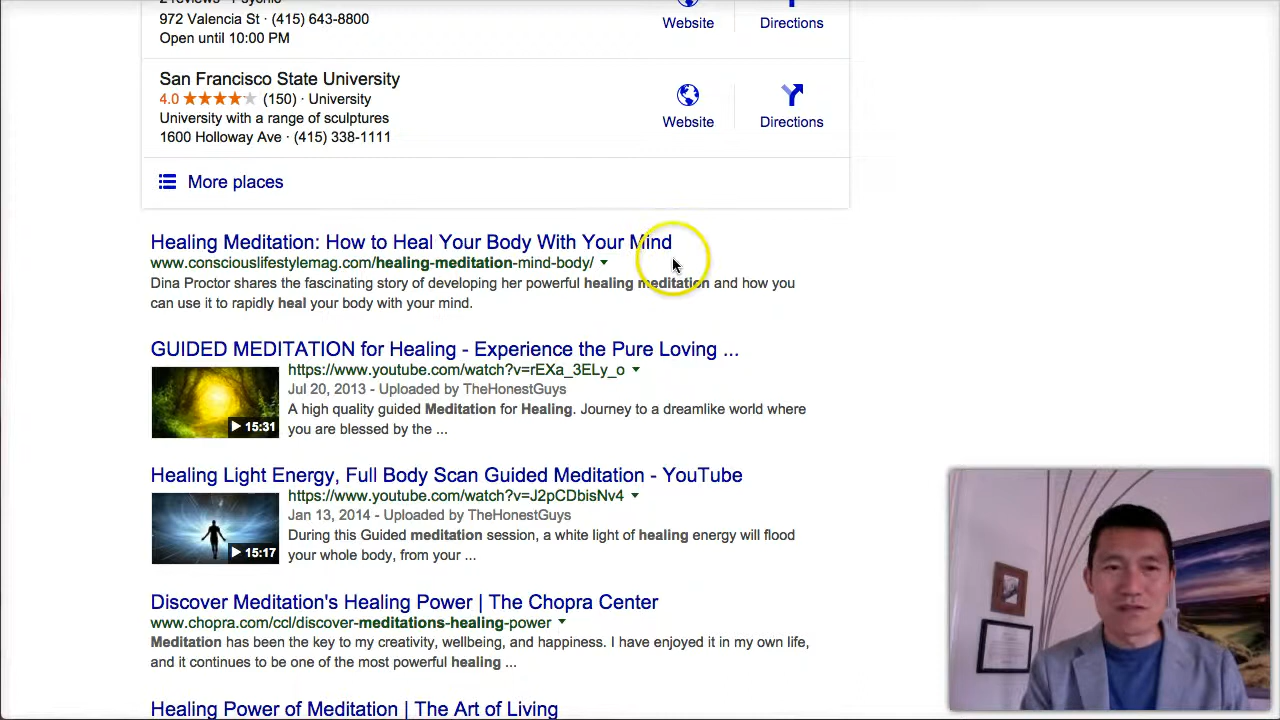 2 reviews · Psychic
972 Valencia St · (415) 643-8800
Open until 10:00 PM
Website
Directions
San Francisco State University
4.0 ★★★★★ (150) · University
University with a range of sculptures
1600 Holloway Ave · (415) 338-1111
Website
Directions
More places
Healing Meditation: How to Heal Your Body With Your Mind
www.consciouslifestylemag.com/healing-meditation-mind-body/
Dina Proctor shares the fascinating story of developing her powerful healing meditation and how you
can use it to rapidly heal your body with your mind.
GUIDED MEDITATION for Healing - Experience the Pure Loving ...
https://www.youtube.com/watch?v=rEXa_3ELy_o
Jul 20, 2013 - Uploaded by TheHonestGuys
A high quality guided Meditation for Healing. Journey to a dreamlike world where
you are blessed by the ...
15:31
Healing Light Energy, Full Body Scan Guided Meditation - YouTube
https://www.youtube.com/watch?v=J2pCDbisNv4
Jan 13, 2014 - Uploaded by TheHonestGuys
During this Guided meditation session, a white light of healing energy will flood
your whole body, from your ...
15:17
Discover Meditation's Healing Power | The Chopra Center
www.chopra.com/ccl/discover-meditations-healing-power
Meditation has been the key to my creativity, wellbeing, and happiness. I have enjoyed it in my own life,
and it continues to be one of the most powerful healing ...
Healing Power of Meditation | The Art of Living